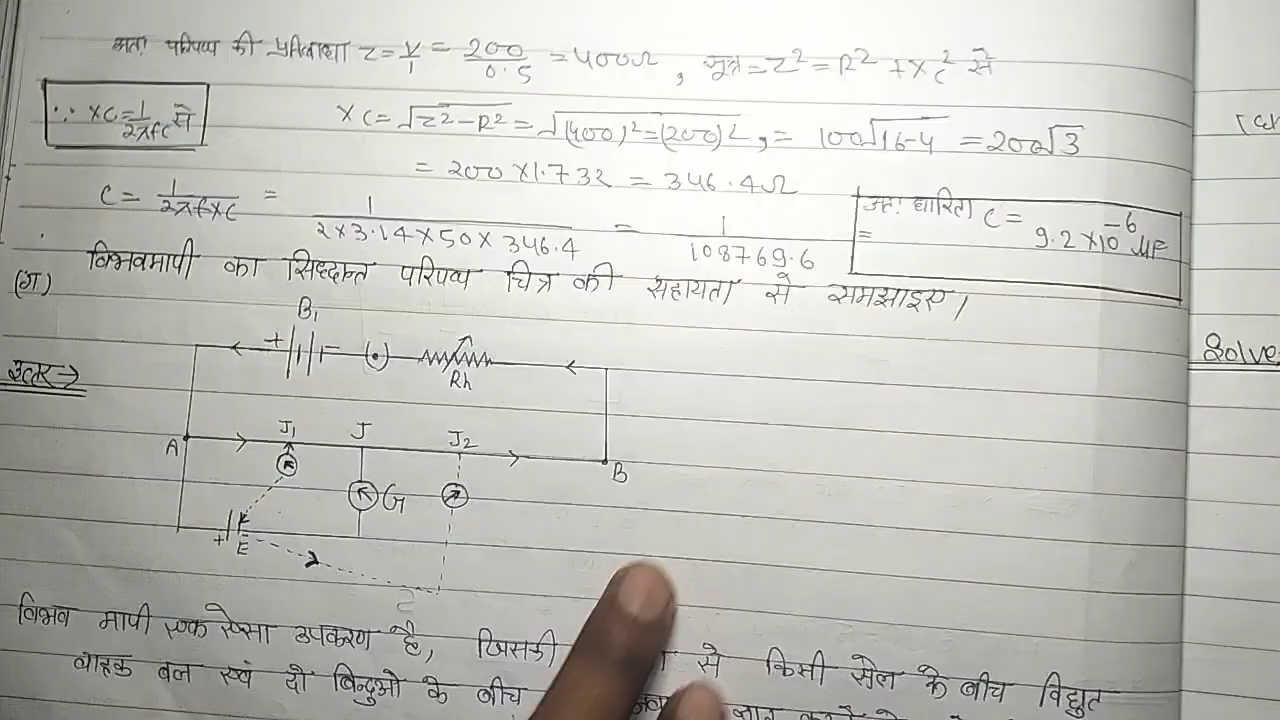 अतः परिपथ की प्रतिबाधा Z = V/I = 200/0.5 = 400Ω , सूत्र = Z² = R² + Xc² से
∵ XC = 1/2πfC से
XC = √Z² – R² = √(400)² = (200)² , = 100√16-4 = 200√3
= 200 × 1.732 = 346.4Ω
C = 1/2πf×C = 1/2×3.14×50×346.4 = 1/108769.6
अतः धारिता C = 9.2 × 10⁻⁶ μF
=
(ग) विभवमापी का सिध्दान्त परिपथ चित्र की सहायता से समझाइए।
Solve
उत्तर →
B₁
+
Rh
A J₁ J J₂ B
G
+ E
विभव मापी एक ऐसा उपकरण है, जिसकी से किसी सेल के बीच विद्युत
वाहक बल एवं दो बिन्दुओ के बीच